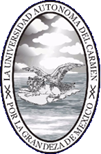 LA UNIVERSIDAD AUTONOMA DEL CARMEN
POR LA GRANDEZA DE MEXICO